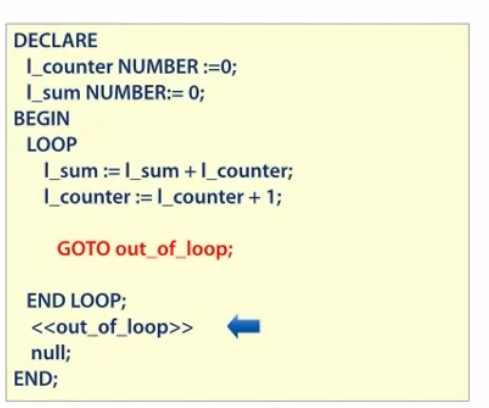 DECLARE
l_counter NUMBER :=0;
l_sum NUMBER:= 0;
BEGIN
LOOP
l_sum := l_sum + l_counter;
l_counter := l_counter + 1;
GOTO out_of_loop;
END LOOP;
<<out_of_loop>>
null;
END;